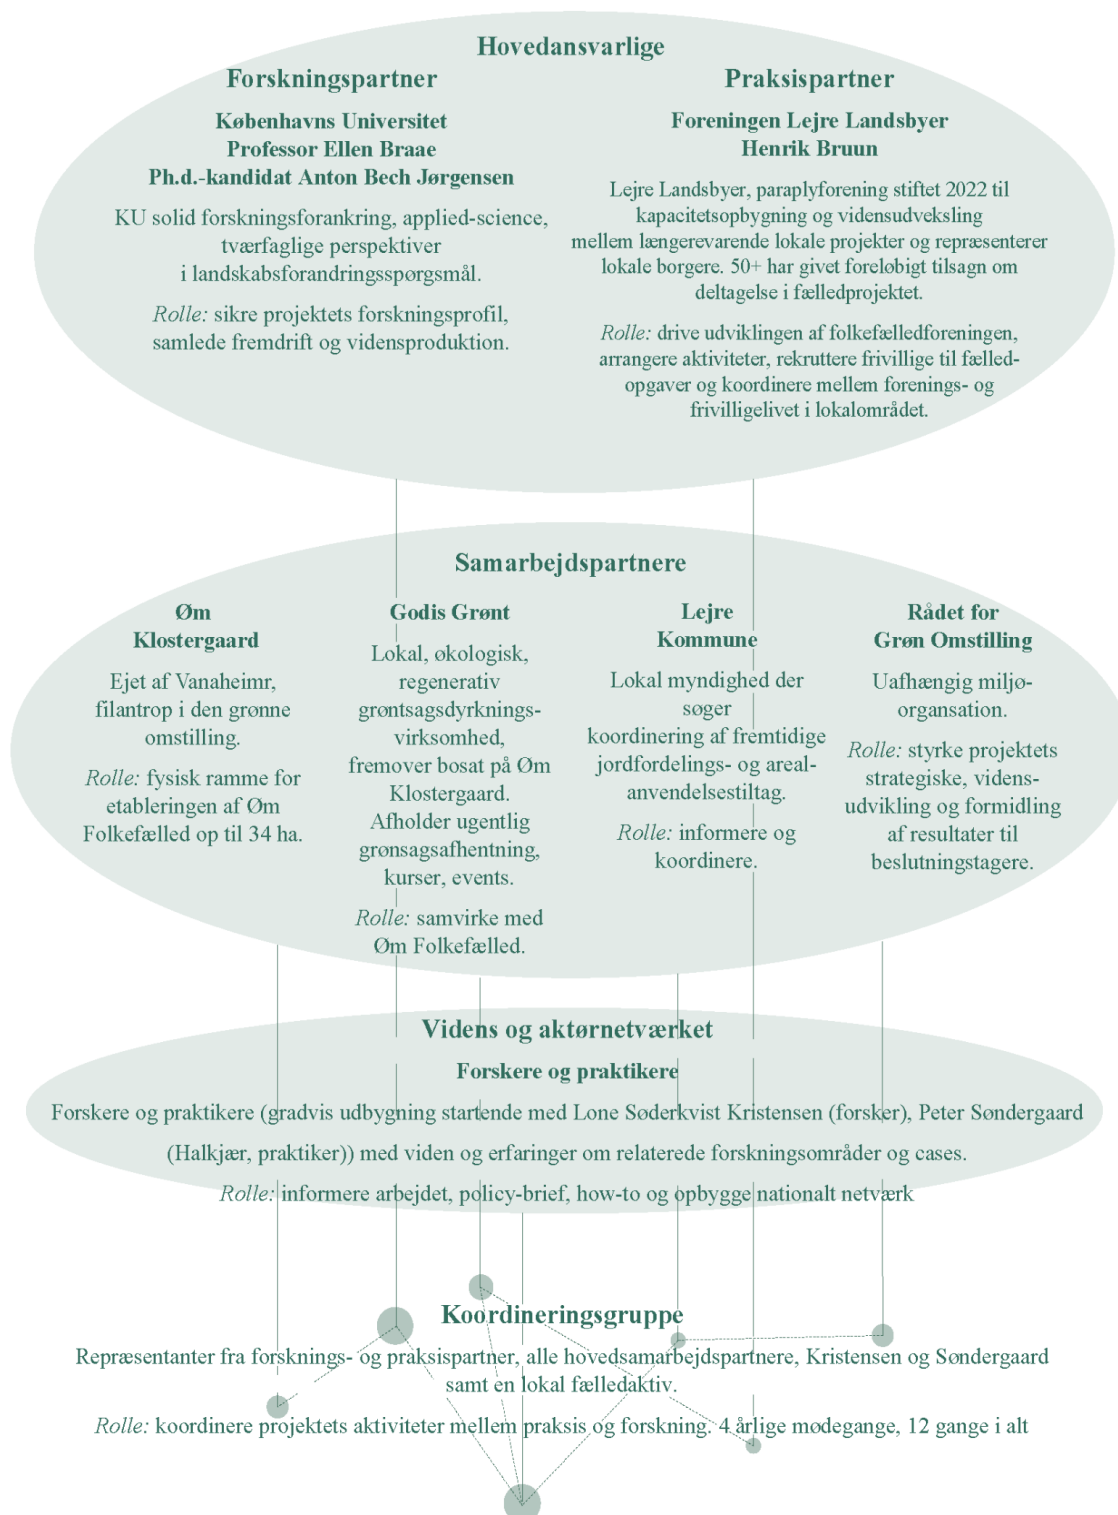 Hovedansvarlige
Forskningspartner
Københavns Universitet
Professor Ellen Braae
Ph.d.-kandidat Anton Bech Jørgensen
KU solid forskningsforankring, applied-science,
tværfaglige perspektiver
i landskabsforandringsspørgsmål.
Rolle: sikre projektets forskningsprofil,
samlede fremdrift og vidensproduktion.
Praksispartner
Foreningen Lejre Landsbyer
Henrik Bruun
Lejre Landsbyer, paraplyforening stiftet 2022 til
kapacitetsopbygning og vidensudveksling
mellem længerevarende lokale projekter og repræsenterer
lokale borgere. 50+ har givet foreløbigt tilsagn om
deltagelse i fælledprojektet.
Rolle: drive udviklingen af folkefælledforeningen,
arrangere aktiviteter, rekruttere frivillige til fælled-
opgaver og koordinere mellem forenings- og
frivilligelivet i lokalområdet.
Samarbejdspartnere
Øm
Klostergaard
Ejet af Vanaheimr,
filantrop i den grønne
omstilling.
Rolle: fysisk ramme for
etableringen af Øm
Folkefælled op til 34 ha.
Godis Grønt
Lokal, økologisk,
regenerativ
grøntsagsdyrknings-
virksomhed,
fremover bosat på Øm
Klostergaard.
Afholder ugentlig
grønsagsafhentning,
kurser, events.
Rolle: samvirke med
Øm Folkefælled.
Lejre
Kommune
Lokal myndighed der
søger
koordinering af fremtidige
jordfordelings- og areal-
anvendelsestiltag.
Rolle: informere og
koordinere.
Rådet for
Grøn Omstilling
Uafhængig miljø-
organsation.
Rolle: styrke projektets
strategiske, videns-
udvikling og formidling
af resultater til
beslutningstagere.
Videns og aktørnetværket
Forskere og praktikere
Forskere og praktikere (gradvis udbygning startende med Lone Søderkvist Kristensen (forsker), Peter Søndergaard
(Halkjær, praktiker)) med viden og erfaringer om relaterede forskningsområder og cases.
Rolle: informere arbejdet, policy-brief, how-to og opbygge nationalt netværk
Koordineringsgruppe
Repræsentanter fra forsknings- og praksispartner, alle hovedsamarbejdspartnere, Kristensen og Søndergaard
samt en lokal fælledaktiv.
Rolle: koordinere projektets aktiviteter mellem praksis og forskning. 4 årlige mødegange, 12 gange i alt